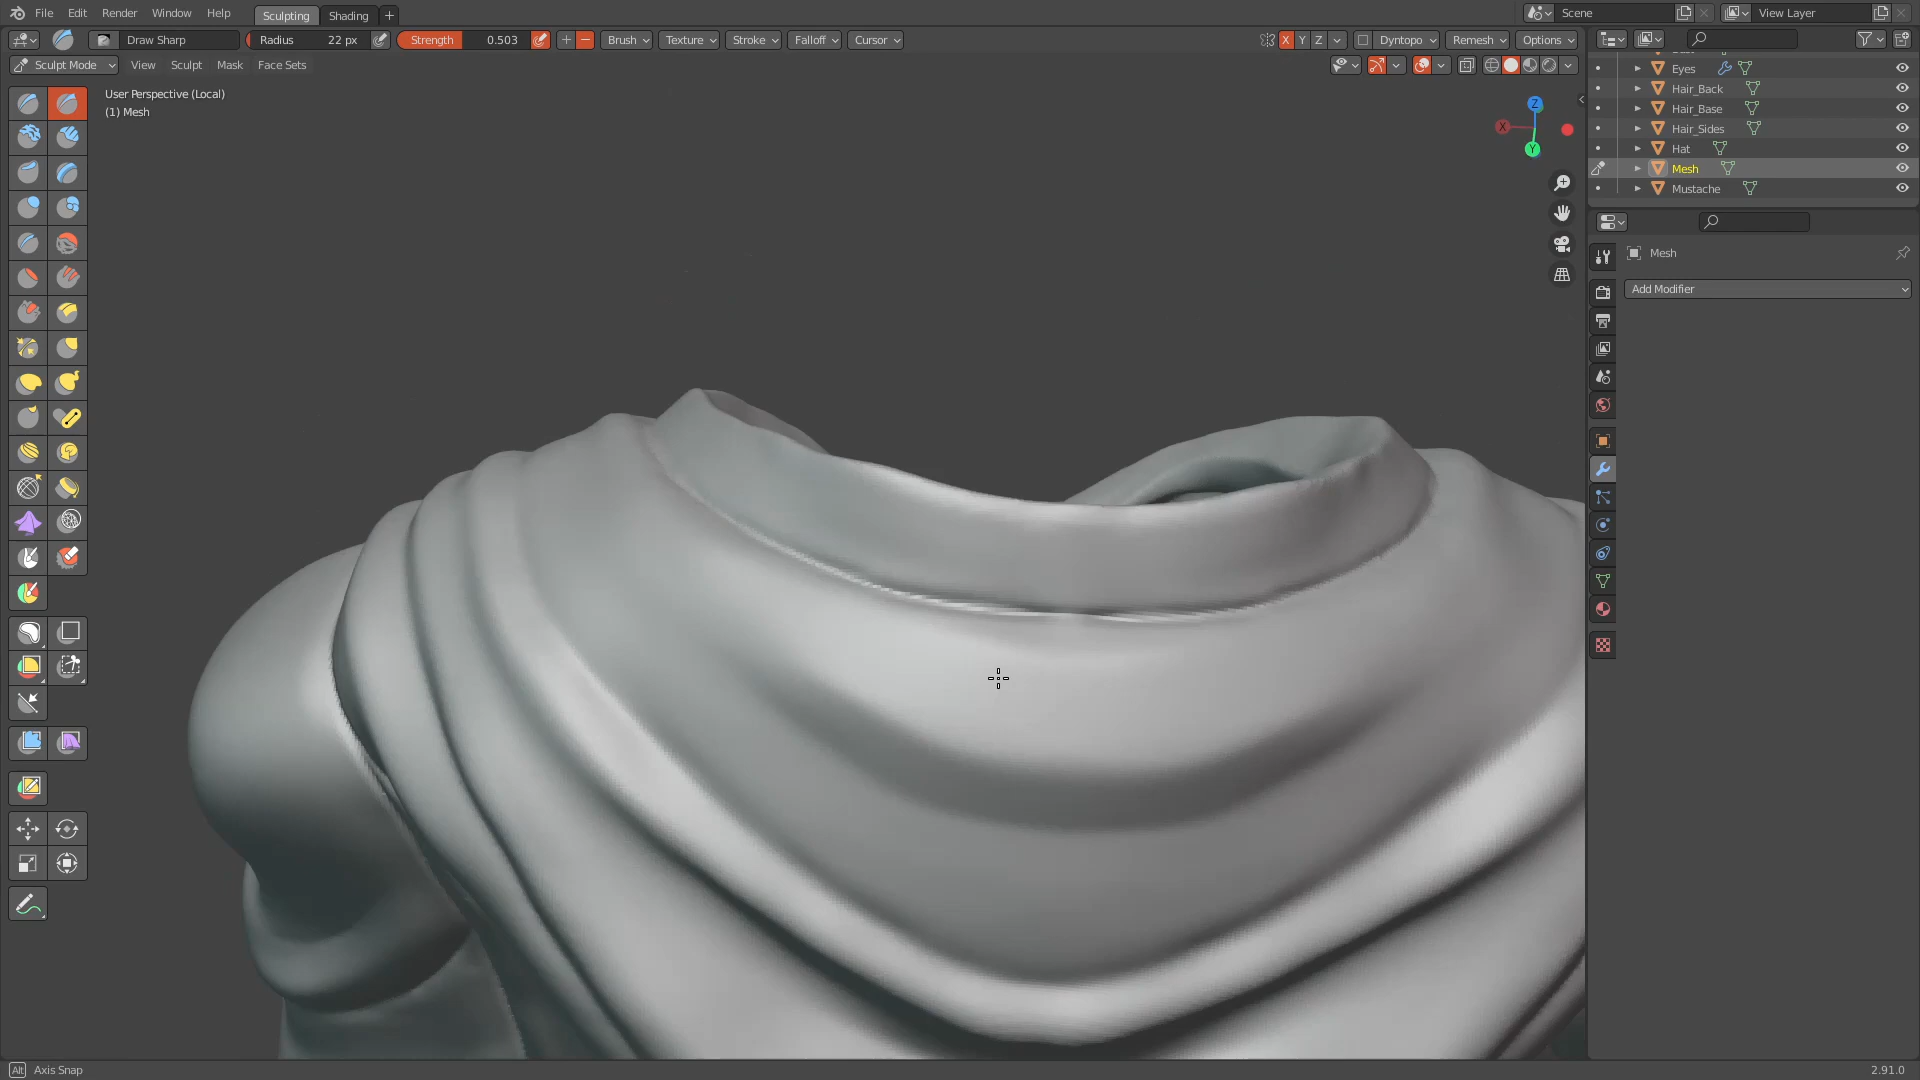 File Edit Render Window Help Sculpting Shading + Scene View Layer
Draw Sharp Radius 22 px Strength 0.503 Brush Texture Stroke Falloff Cursor X Y Z Dyntopo Remesh Options
Sculpt Mode View Sculpt Mask Face Sets
User Perspective (Local)
(1) Mesh
Z
X
Y
Eyes
Hair_Back
Hair_Base
Hair_Sides
Hat
Mesh
Mustache
Mesh
Add Modifier
Alt Axis Snap 2.91.0